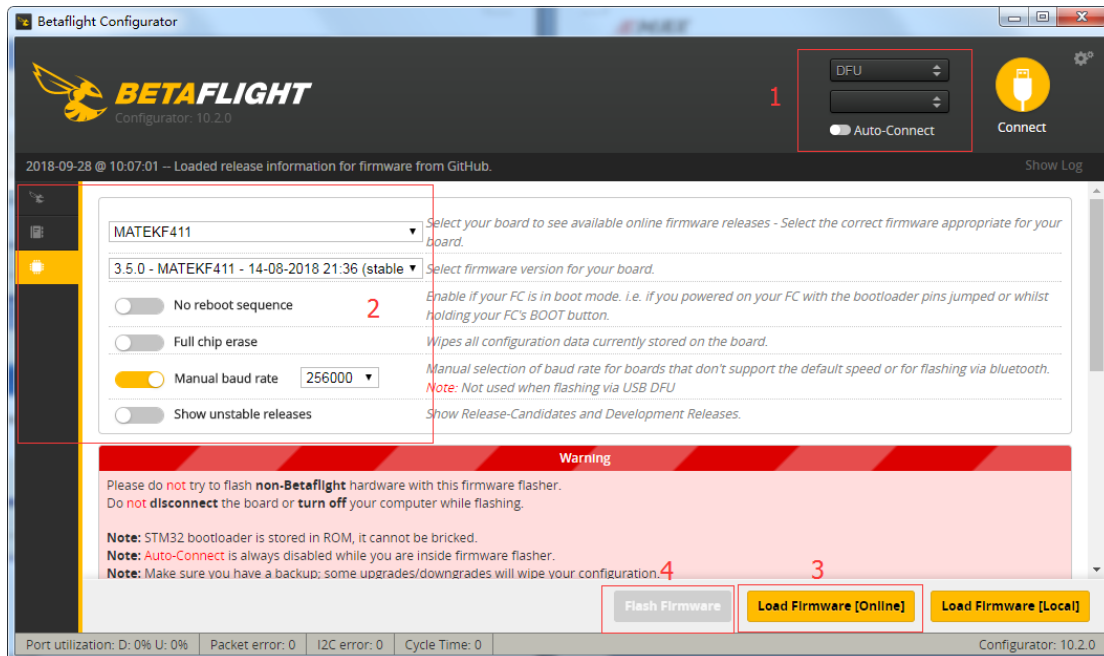 Betaflight Configurator
BETAFLIGHT
Configurator: 10.2.0
1
DFU
Auto-Connect
Connect
2018-09-28 @ 10:07:01 -- Loaded release information for firmware from GitHub.
Show Log
MATEKF411
Select your board to see available online firmware releases - Select the correct firmware appropriate for your
board.
3.5.0 - MATEKF411 - 14-08-2018 21:36 (stable
Select firmware version for your board.
No reboot sequence
2
Enable if your FC is in boot mode. i.e. if you powered on your FC with the bootloader pins jumped or whilst
holding your FC's BOOT button.
Full chip erase
Wipes all configuration data currently stored on the board.
Manual baud rate
256000
Manual selection of baud rate for boards that don't support the default speed or for flashing via bluetooth.
Note: Not used when flashing via USB DFU
Show unstable releases
Show Release-Candidates and Development Releases.
Warning
Please do not try to flash non-Betaflight hardware with this firmware flasher.
Do not disconnect the board or turn off your computer while flashing.
Note: STM32 bootloader is stored in ROM, it cannot be bricked.
Note: Auto-Connect is always disabled while you are inside firmware flasher.
Note: Make sure you have a backup; some upgrades/downgrades will wipe your configuration.
4
3
Flash Firmware
Load Firmware [Online]
Load Firmware [Local]
Port utilization: D: 0% U: 0%
Packet error: 0
I2C error: 0
Cycle Time: 0
Configurator: 10.2.0